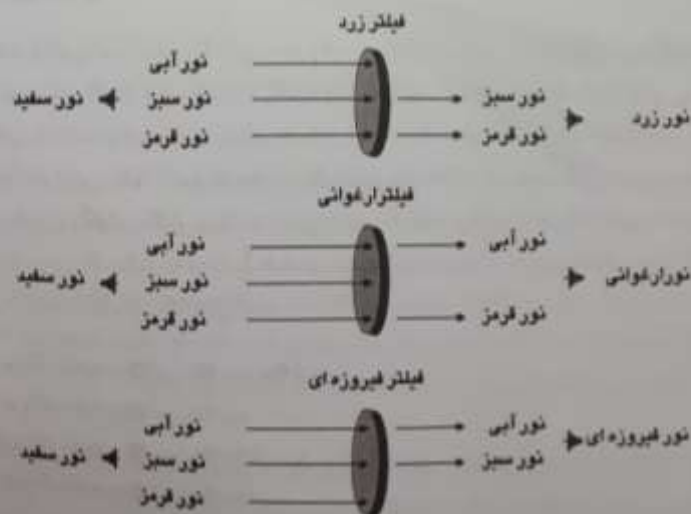 فیلتر زرد
نور آبی
نور سفید نور سبز سبز نور زرد
نور قرمز نور قرمز
فیلتر ارغوانی
نور آبی نور آبی
نور سفید نور سبز نور ارغوانی
نور قرمز نور قرمز
فیلتر فیروزه ای
نور آبی نور آبی
نور سفید نور سبز نور سبز نور فیروزه ای
نور قرمز